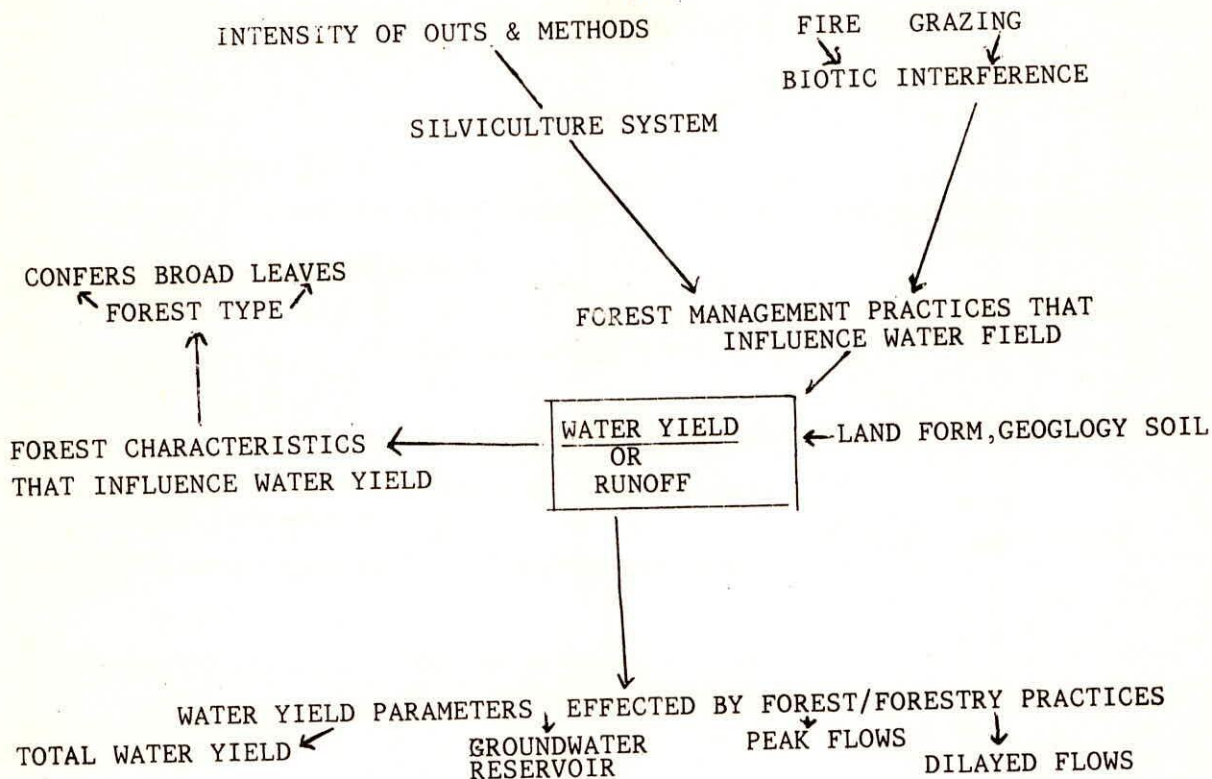 INTENSITY OF OUTS & METHODS
FIRE GRAZING
BIOTIC INTERFERENCE
SILVICULTURE SYSTEM
CONFERS BROAD LEAVES
FOREST TYPE
FOREST MANAGEMENT PRACTICES THAT
INFLUENCE WATER FIELD
WATER YIELD
OR
RUNOFF
LAND FORM,GEOGLOGY SOIL
FOREST CHARACTERISTICS
THAT INFLUENCE WATER YIELD
WATER YIELD PARAMETERS EFFECTED BY FOREST/FORESTRY PRACTICES
TOTAL WATER YIELD
GROUNDWATER
RESERVOIR
PEAK FLOWS
DILAYED FLOWS